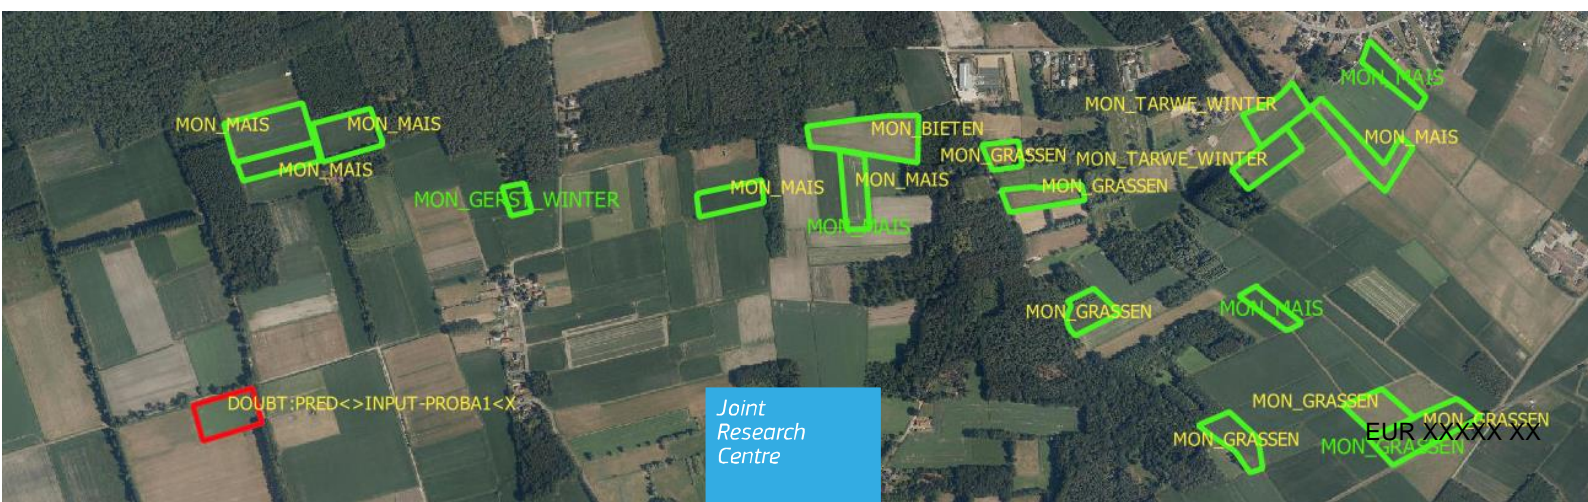 MON_MAIS
MON_TARWE_WINTER
MON_MAIS
MON_MAIS
MON_BIETEN
MON_MAIS
MON_GRASSEN
MON_TARWE_WINTER
MON_MAIS
MON_MAIS
MON_MAIS
MON_GRASSEN
MON_GERST_WINTER
MON_MAIS
MON_GRASSEN
MON_MAIS
DOUBT:PRED<>INPUT-PROBA1<X
MON_GRASSEN
Joint
Research
Centre
MON_GRASSEN
EUR XXXXX XX
MON_GRASSEN
MON_GRASSEN